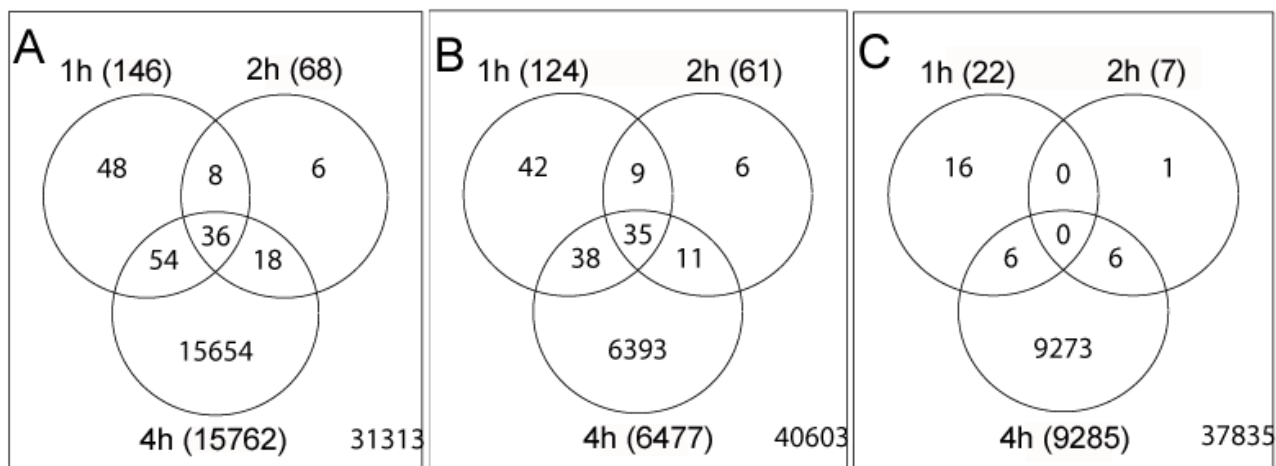 A
1h (146) 2h (68)
48 8 6
36
54 18
15654
4h (15762) 31313
B
1h (124) 2h (61)
42 9 6
35
38 11
6393
4h (6477) 40603
C
1h (22) 2h (7)
16 0 1
0
6 6
9273
4h (9285) 37835